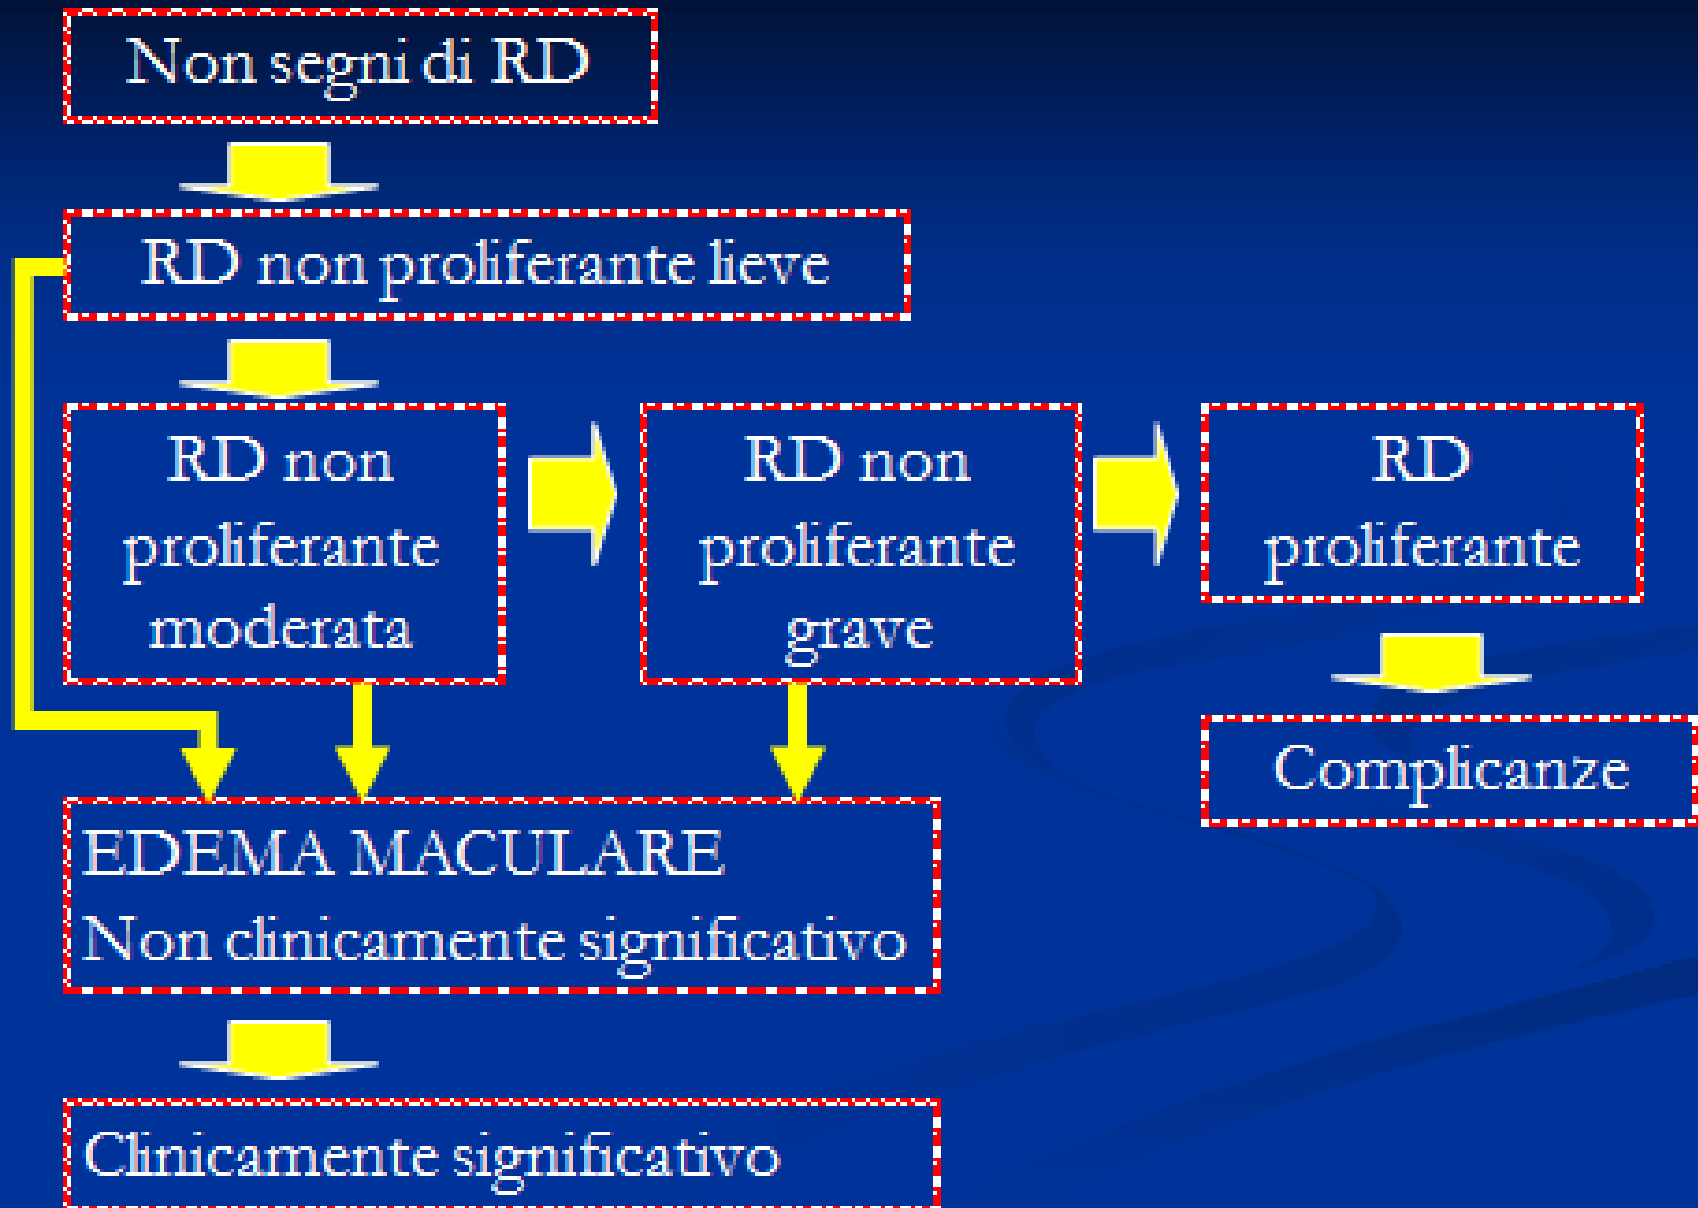 Non segni di RD
RD non proliferante lieve
RD non
proliferante
moderata
RD non
proliferante
grave
RD
proliferante
Complicanze
EDEMA MACULARE
Non clinicamente significativo
Clinicamente significativo